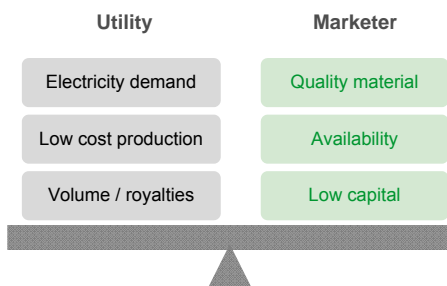 Utility
Marketer
Electricity demand
Quality material
Low cost production
Availability
Volume / royalties
Low capital